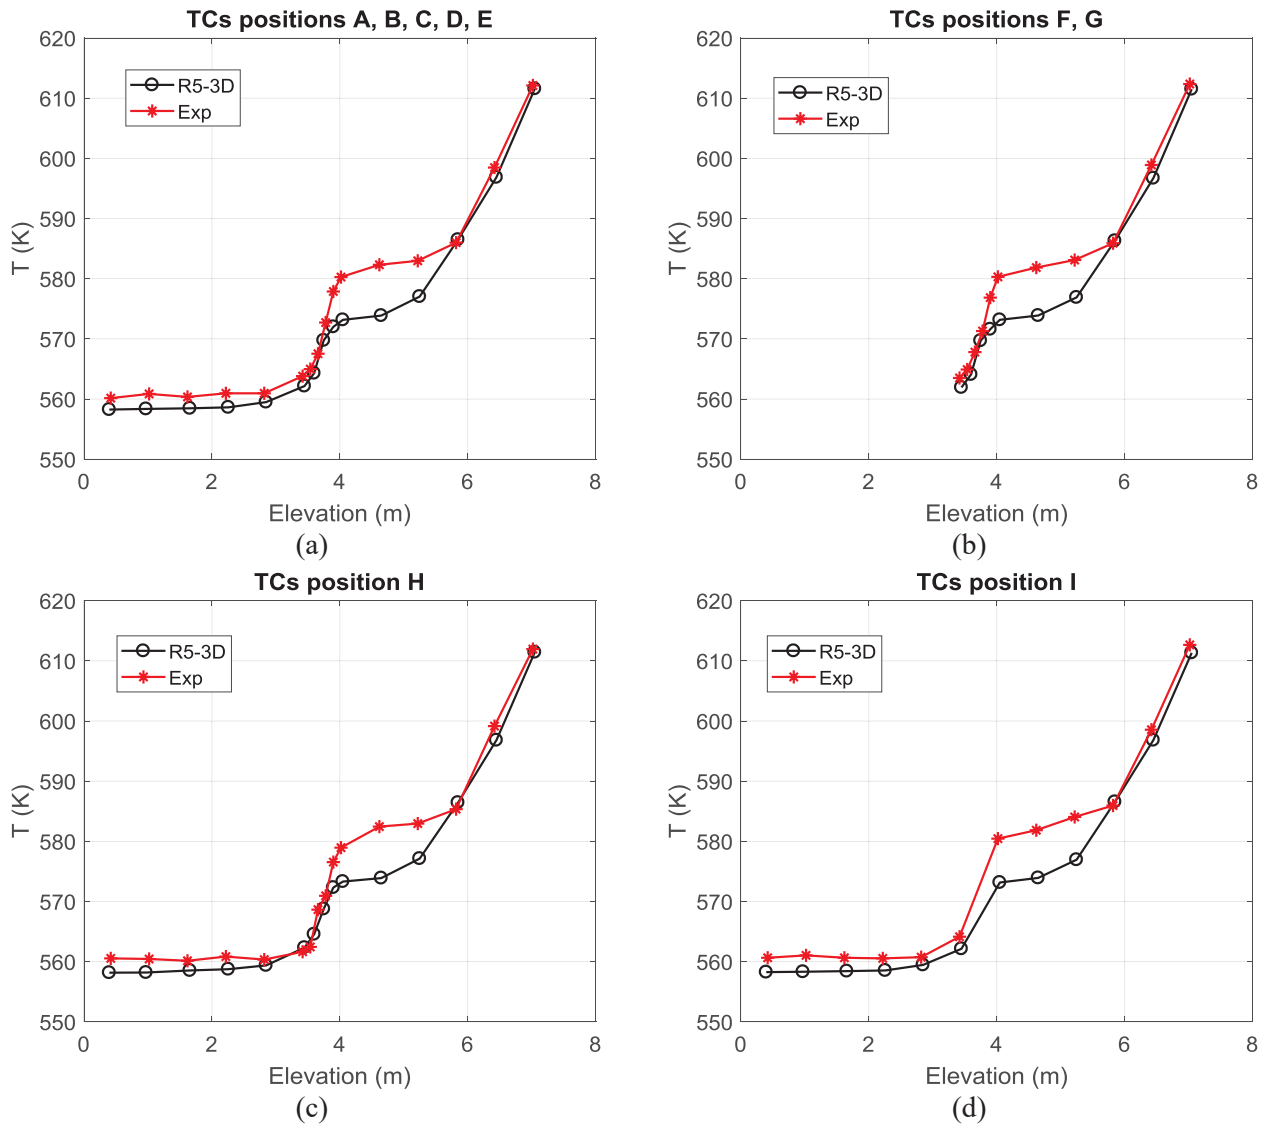 TCs positions A, B, C, D, E
620
610
600
590
580
570
560
550
T (K)
R5-3D
Exp
0 2 4 6 8
Elevation (m)
(a)
TCs positions F, G
620
610
600
590
580
570
560
550
T (K)
R5-3D
Exp
0 2 4 6 8
Elevation (m)
(b)
TCs position H
620
610
600
590
580
570
560
550
T (K)
R5-3D
Exp
0 2 4 6 8
Elevation (m)
(c)
TCs position I
620
610
600
590
580
570
560
550
T (K)
R5-3D
Exp
0 2 4 6 8
Elevation (m)
(d)